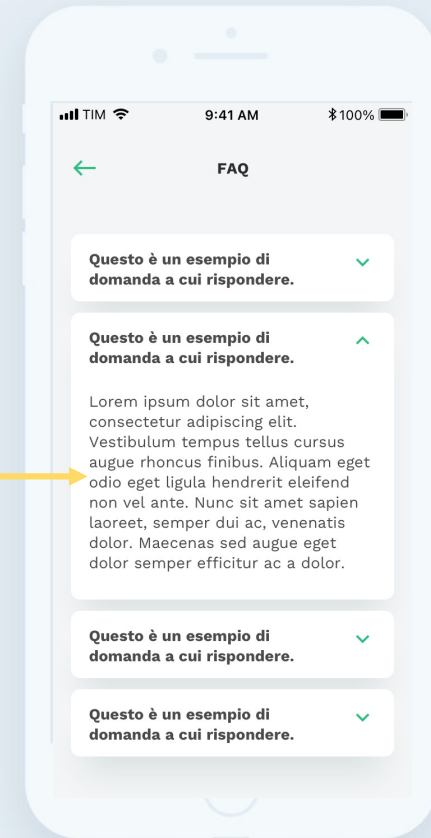 TIM 9:41 AM 100%
FAQ
Questo è un esempio di
domanda a cui rispondere.
Questo è un esempio di
domanda a cui rispondere.
Lorem ipsum dolor sit amet,
consectetur adipiscing elit.
Vestibulum tempus tellus cursus
augue rhoncus finibus. Aliquam eget
odio eget ligula hendrerit eleifend
non vel ante. Nunc sit amet sapien
laoreet, semper dui ac, venenatis
dolor. Maecenas sed augue eget
dolor semper efficitur ac a dolor.
Questo è un esempio di
domanda a cui rispondere.
Questo è un esempio di
domanda a cui rispondere.